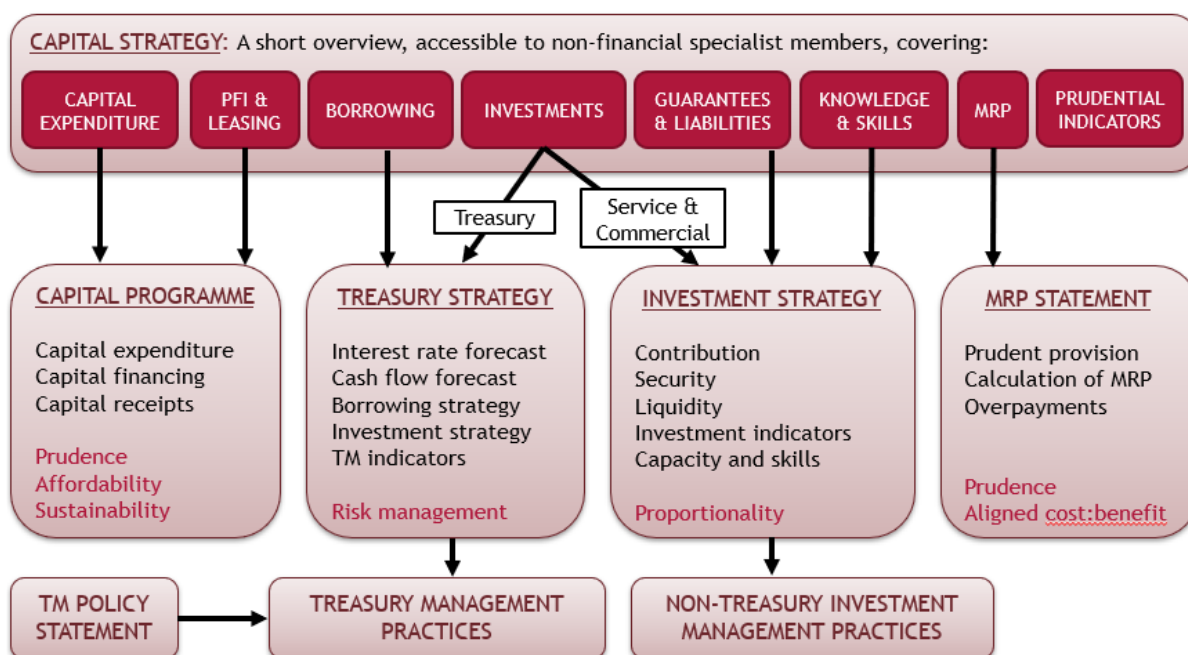 CAPITAL STRATEGY: A short overview, accessible to non-financial specialist members, covering:
CAPITAL
EXPENDITURE
PFI &
LEASING
BORROWING
INVESTMENTS
GUARANTEES
& LIABILITIES
KNOWLEDGE
& SKILLS
MRP
PRUDENTIAL
INDICATORS
Treasury
Service &
Commercial
CAPITAL PROGRAMME
Capital expenditure
Capital financing
Capital receipts
Prudence
Affordability
Sustainability
TREASURY STRATEGY
Interest rate forecast
Cash flow forecast
Borrowing strategy
Investment strategy
TM indicators
Risk management
INVESTMENT STRATEGY
Contribution
Security
Liquidity
Investment indicators
Capacity and skills
Proportionality
MRP STATEMENT
Prudent provision
Calculation of MRP
Overpayments
Prudence
Aligned cost:benefit
TM POLICY
STATEMENT
TREASURY MANAGEMENT
PRACTICES
NON-TREASURY INVESTMENT
MANAGEMENT PRACTICES